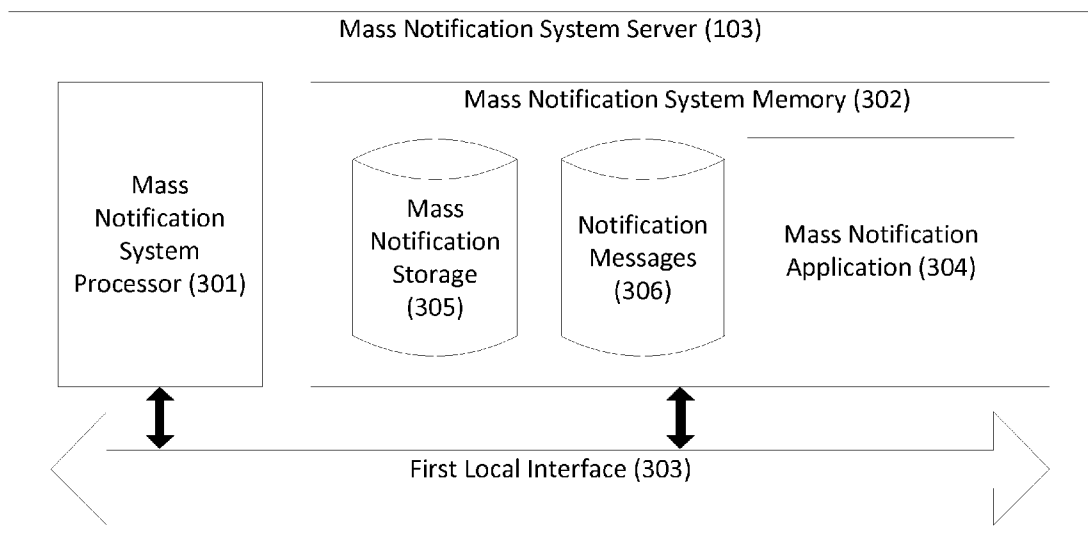 Mass Notification System Server (103)
Mass Notification System Memory (302)
Mass
Notification
System
Processor (301)
Mass
Notification
Storage
(305)
Notification
Messages
(306)
Mass Notification
Application (304)
First Local Interface (303)